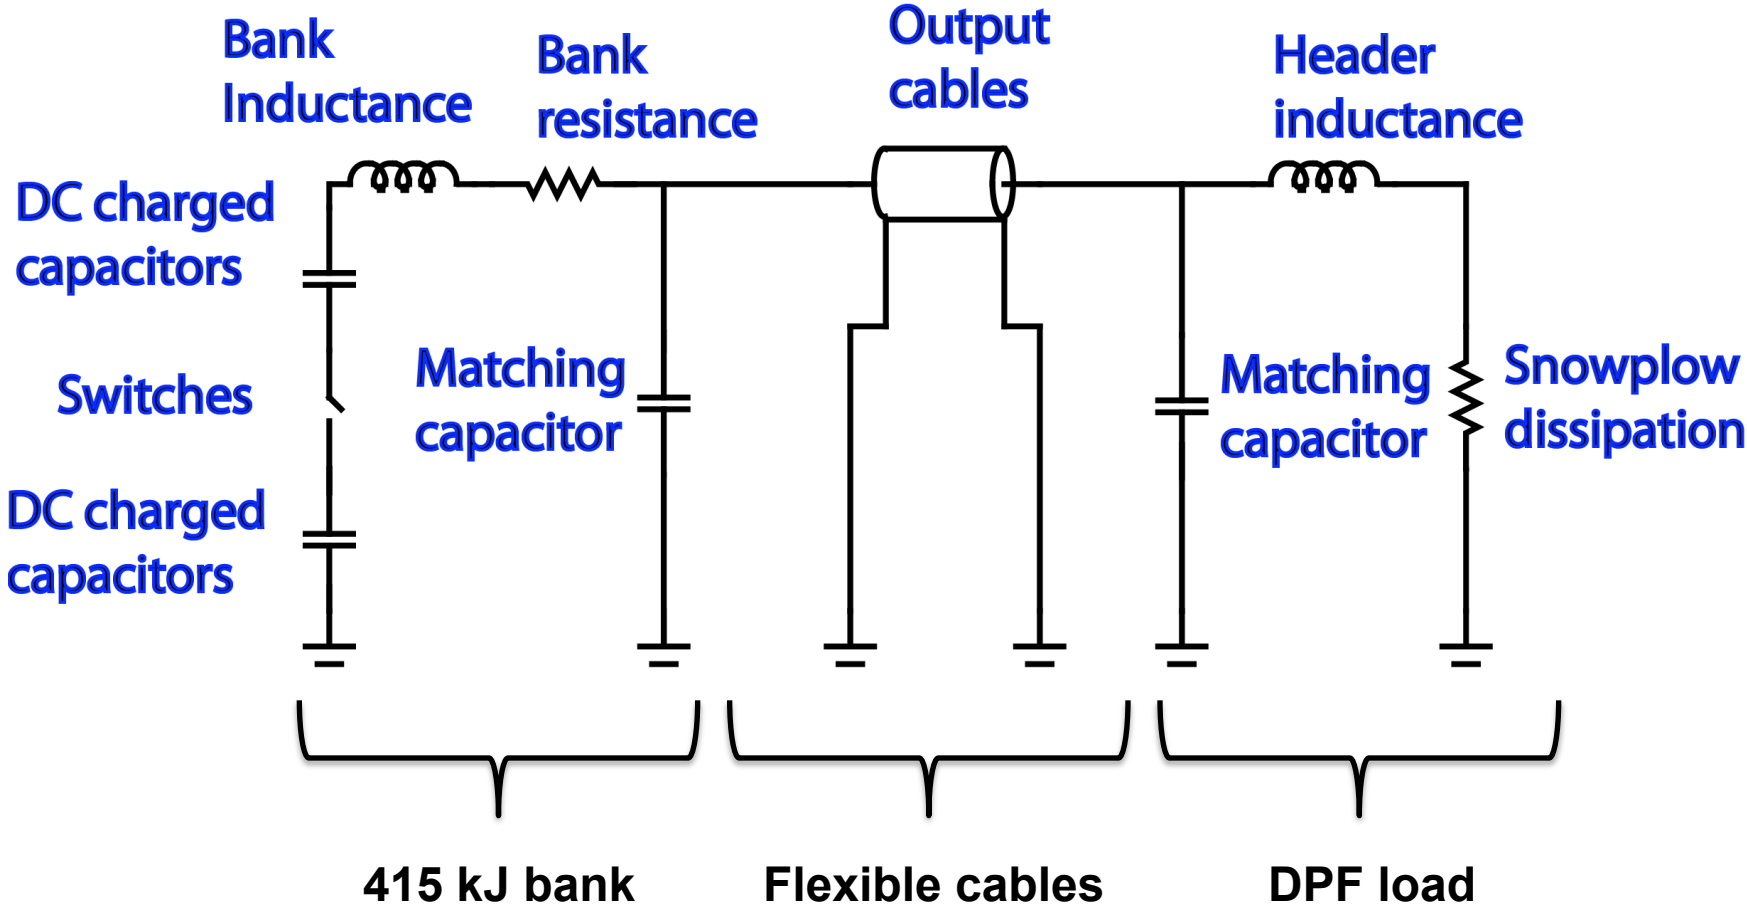 Bank
Inductance
Bank
resistance
Output
cables
Header
inductance
DC charged
capacitors
Switches
DC charged
capacitors
Matching
capacitor
Matching
capacitor
Snowplow
dissipation
415 kJ bank
Flexible cables
DPF load